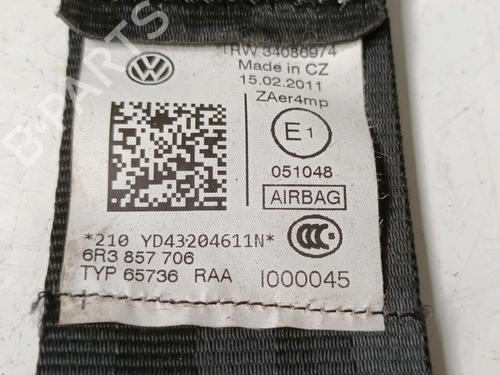 TRW 34086974
Made in CZ
15.02.2011
ZAer4mp
E1
051048
AIRBAG
*210 YD43204611N*
6R3 857 706
TYP 65736 RAA I000045
B-PARTS